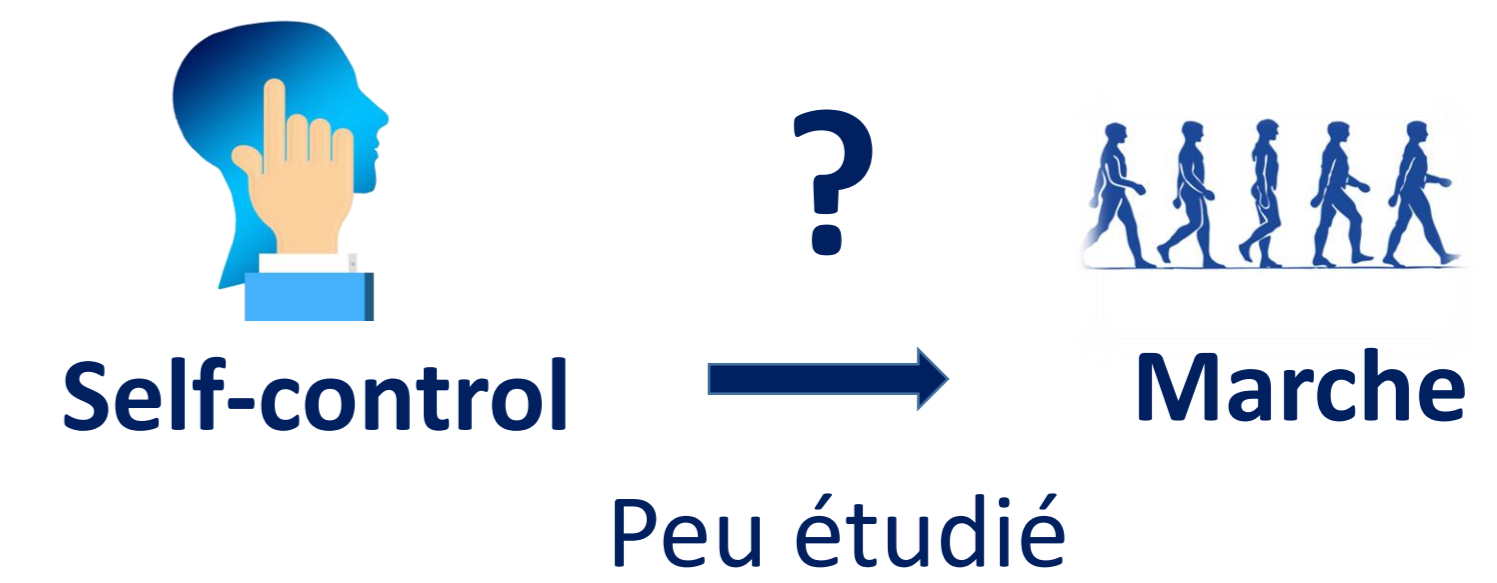 ?
Self-control
Marche
Peu étudié